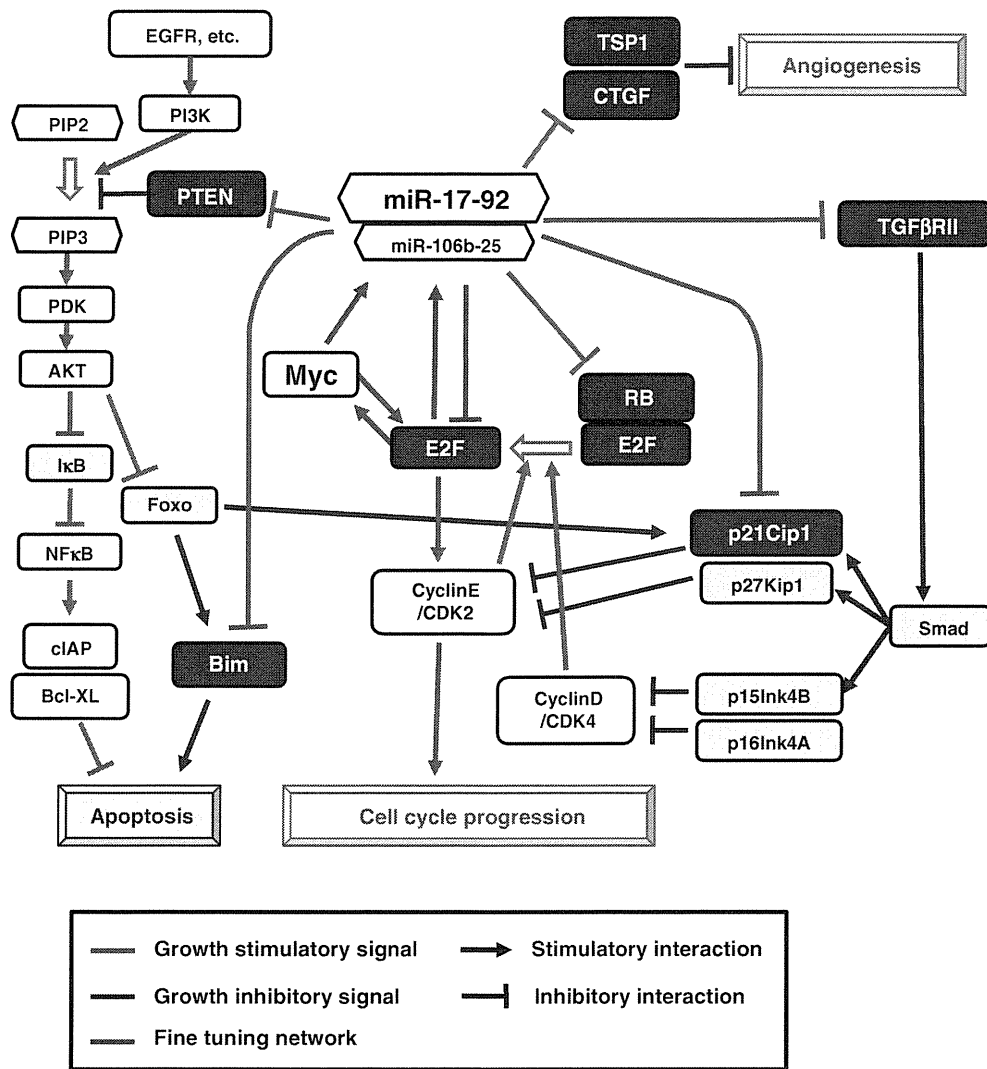 EGFR, etc.
TSP1
CTGF
Angiogenesis
PI3K
PIP2
PTEN
miR-17-92
miR-106b-25
TGFβRII
PIP3
PDK
AKT
Myc
RB
E2F
E2F
IκB
Foxo
NFκB
p21Cip1
p27Kip1
CyclinE
/CDK2
Smad
cIAP
Bcl-XL
Bim
CyclinD
/CDK4
p15Ink4B
p16Ink4A
Apoptosis
Cell cycle progression
Growth stimulatory signal
Stimulatory interaction
Growth inhibitory signal
Inhibitory interaction
Fine tuning network